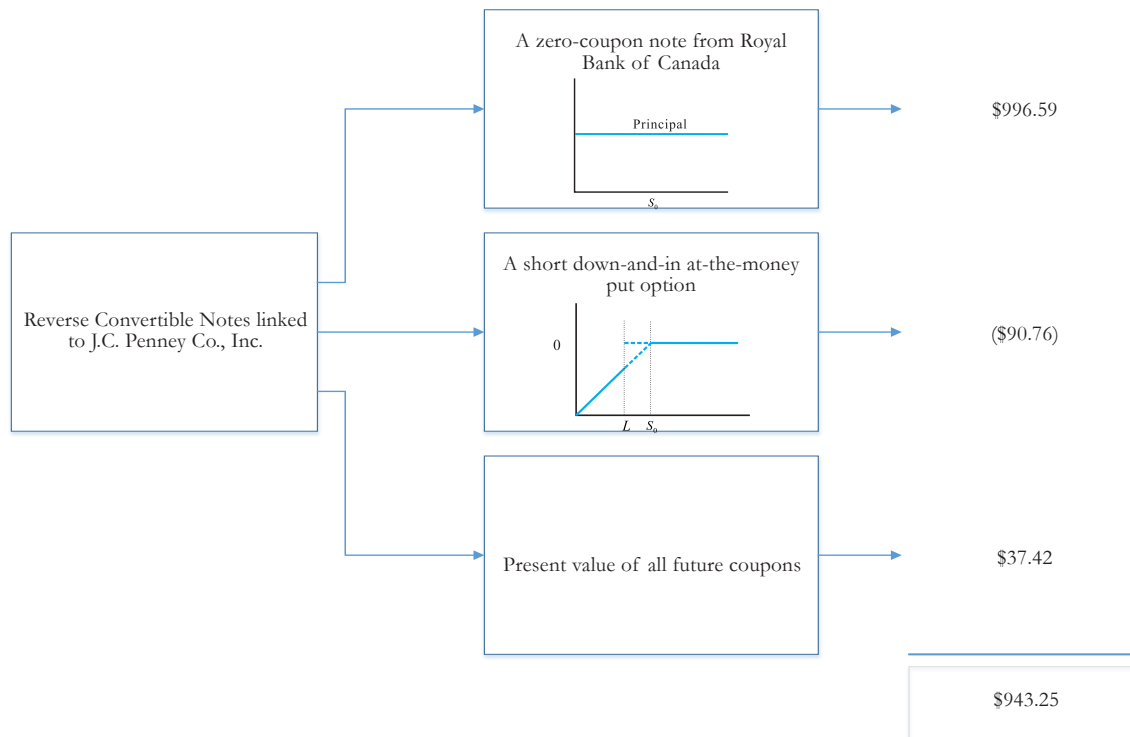 A zero-coupon note from Royal
Bank of Canada
Principal
S₀
$996.59
Reverse Convertible Notes linked
to J.C. Penney Co., Inc.
A short down-and-in at-the-money
put option
0
L S₀
($90.76)
Present value of all future coupons
$37.42
$943.25